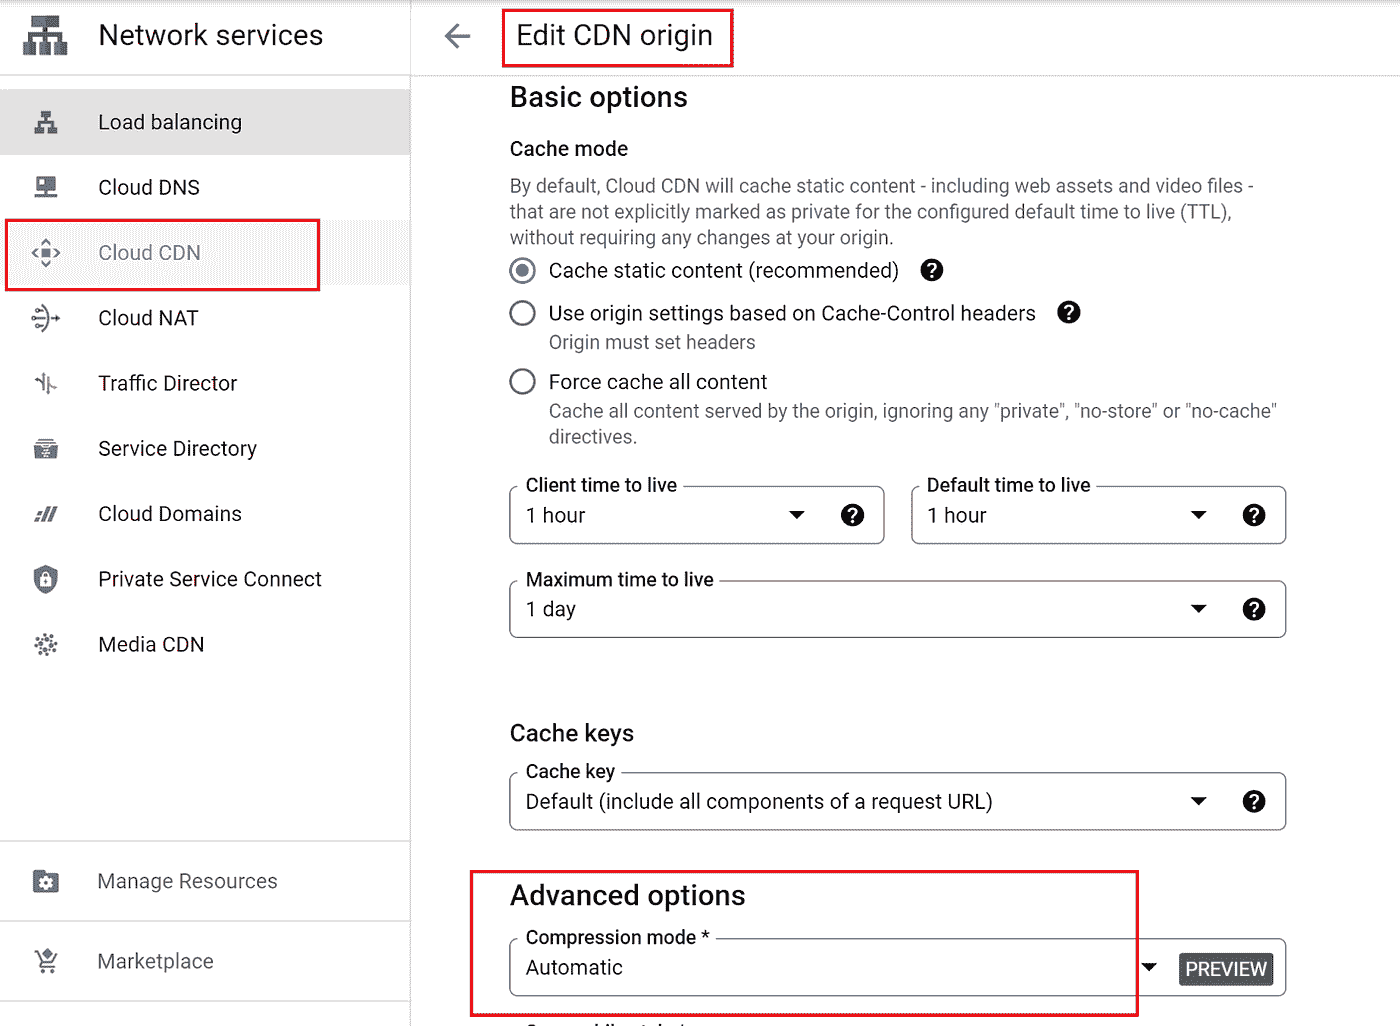 Network services
Load balancing
Cloud DNS
Cloud CDN
Cloud NAT
Traffic Director
Service Directory
Cloud Domains
Private Service Connect
Media CDN
Manage Resources
Marketplace
Edit CDN origin
Basic options
Cache mode
By default, Cloud CDN will cache static content - including web assets and video files -
that are not explicitly marked as private for the configured default time to live (TTL),
without requiring any changes at your origin.
Cache static content (recommended)
Use origin settings based on Cache-Control headers
Origin must set headers
Force cache all content
Cache all content served by the origin, ignoring any "private", "no-store" or "no-cache"
directives.
Client time to live
1 hour
Default time to live
1 hour
Maximum time to live
1 day
Cache keys
Cache key
Default (include all components of a request URL)
Advanced options
Compression mode *
Automatic
PREVIEW